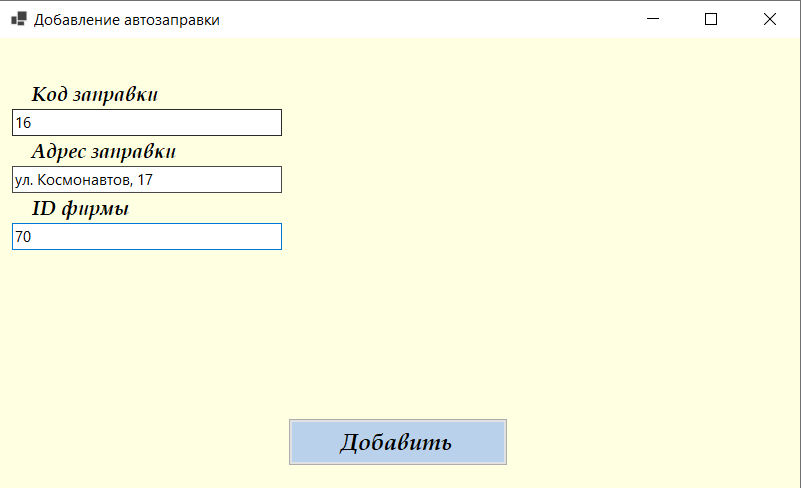 Добавление автозаправки
Код заправки
16
Адрес заправки
ул. Космонавтов, 17
ID фирмы
70
Добавить